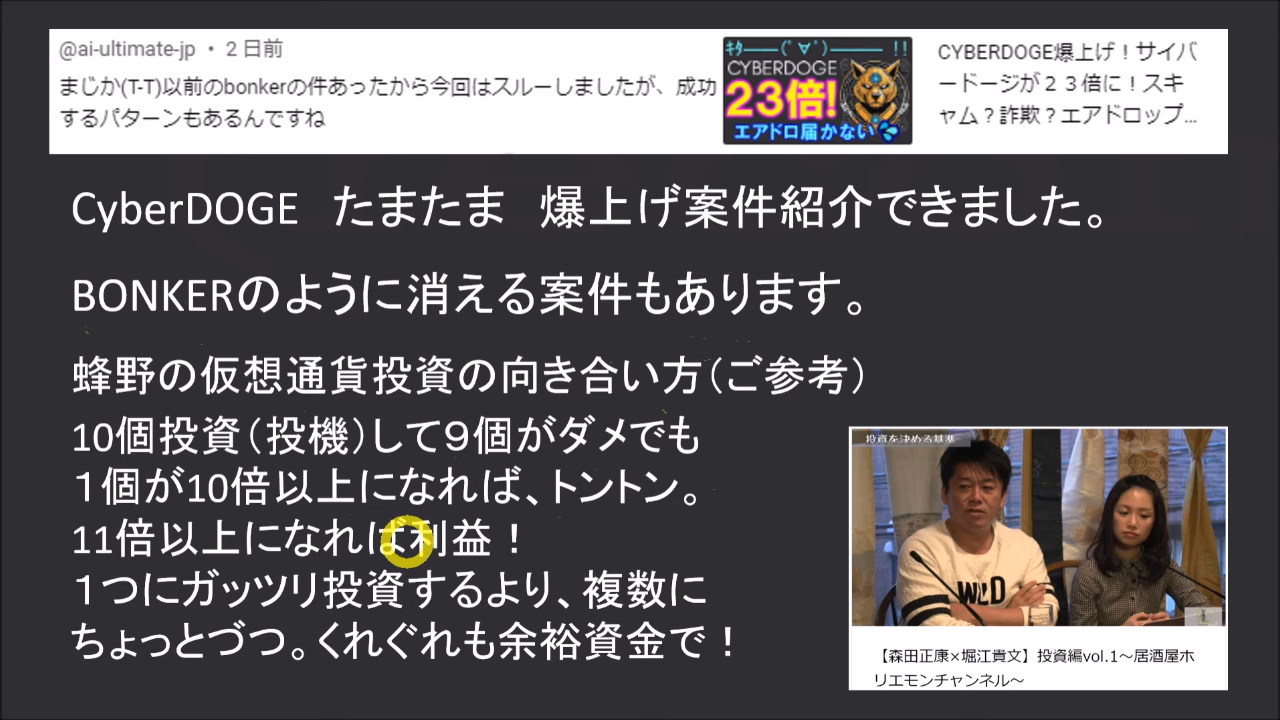 @ai-ultimate-jp ・ 2 日前
まじか(T-T)以前のbonkerの件あったから今回はスルーしましたが、成功
するパターンもあるんですね
ｷﾀ――(ﾟ∀ﾟ)―― !!
CYBERDOGE
23倍!
エアドロ届かない
CYBERDOGE爆上げ！サイバ
ードージが２３倍に！スキ
ャム？詐欺？エアドロップ...
CyberDOGE　たまたま　爆上げ案件紹介できました。
BONKERのように消える案件もあります。
蜂野の仮想通貨投資の向き合い方（ご参考）
10個投資（投機）して９個がダメでも
１個が10倍以上になれば、トントン。
11倍以上になれば利益！
１つにガッツリ投資するより、複数に
ちょっとづつ。くれぐれも余裕資金で！
投資を決める基準
WILD
【森田正康×堀江貴文】投資編vol.1～居酒屋ホ
リエモンチャンネル～